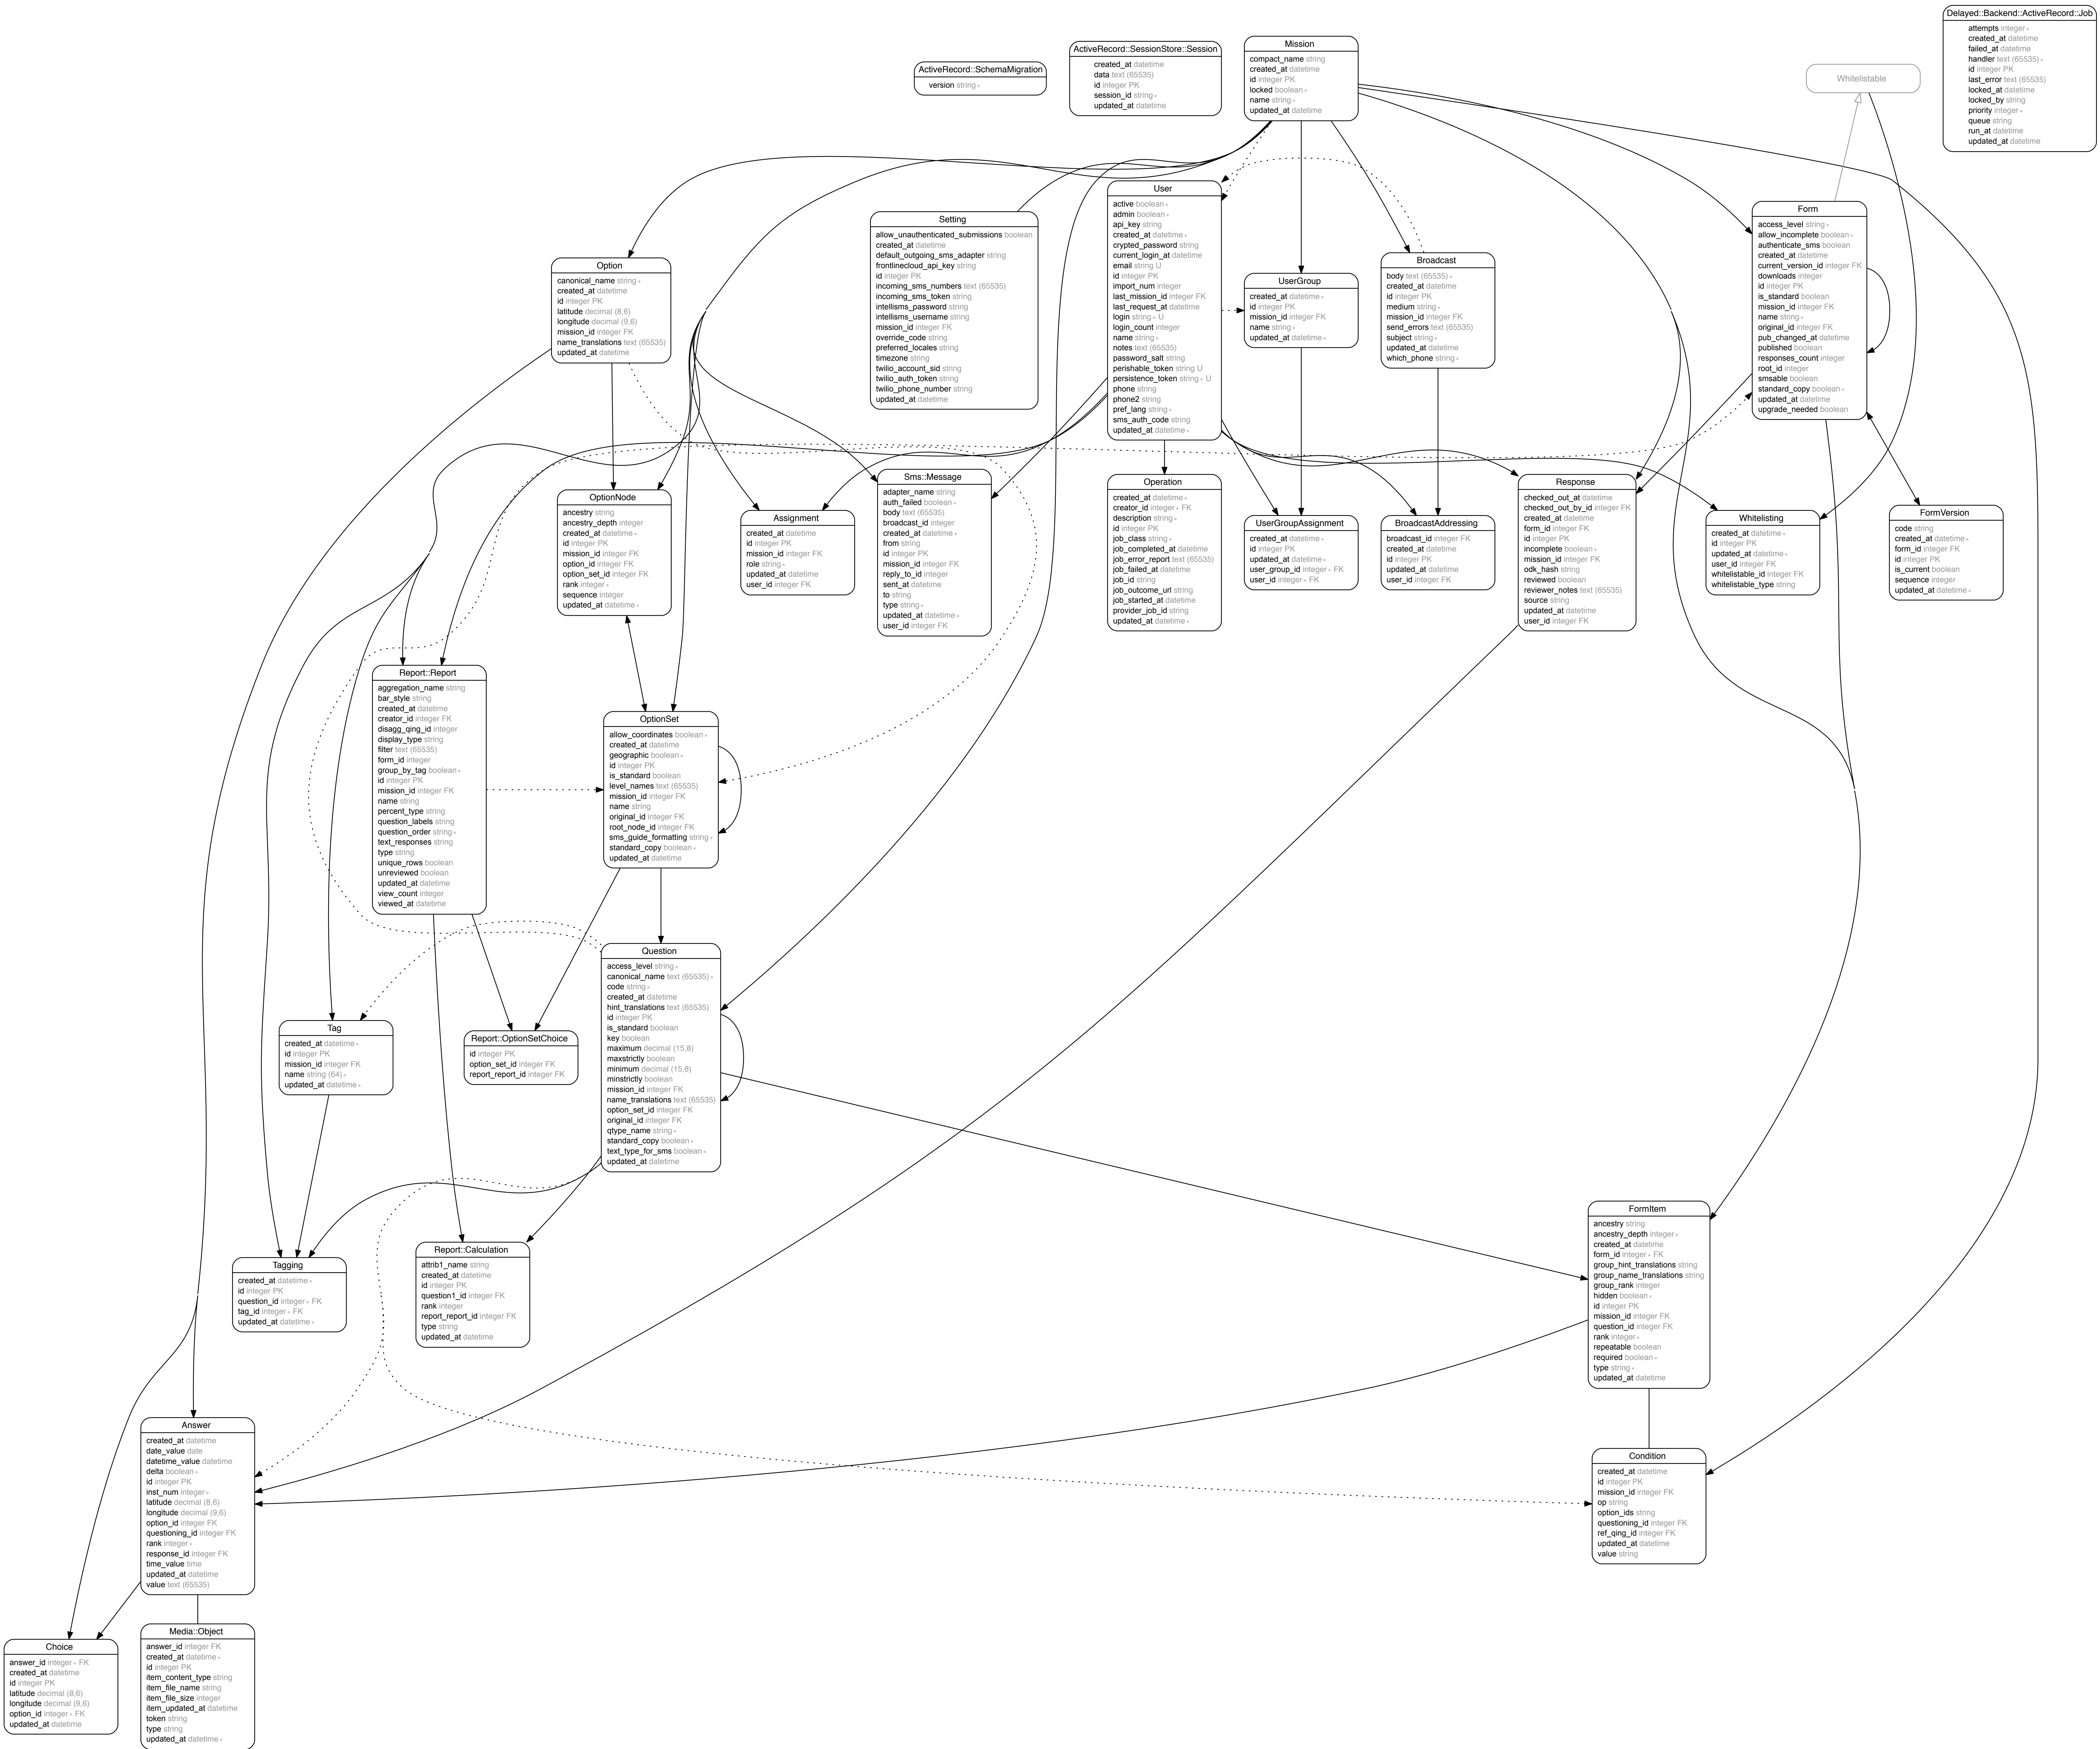 Delayed::Backend::ActiveRecord::Job
attempts integer ∗
created_at datetime
failed_at datetime
handler text (65535) ∗
id integer PK
last_error text (65535)
locked_at datetime
locked_by string
priority integer ∗
queue string
run_at datetime
updated_at datetime
Mission
compact_name string
created_at datetime
id integer PK
locked boolean ∗
name string ∗
updated_at datetime
ActiveRecord::SessionStore::Session
created_at datetime
data text (65535)
id integer PK
session_id string ∗
updated_at datetime
ActiveRecord::SchemaMigration
version string ∗
Whitelistable
User
active boolean ∗
admin boolean ∗
api_key string
created_at datetime ∗
crypted_password string
current_login_at datetime
email string U
id integer PK
import_num integer
last_mission_id integer FK
last_request_at datetime
login string ∗ U
login_count integer
name string ∗
notes text (65535)
password_salt string
perishable_token string U
persistence_token string ∗ U
phone string
phone2 string
pref_lang string ∗
sms_auth_code string
updated_at datetime ∗
Form
access_level string ∗
allow_incomplete boolean ∗
authenticate_sms boolean
created_at datetime
current_version_id integer FK
downloads integer
id integer PK
is_standard boolean
mission_id integer FK
name string ∗
original_id integer FK
pub_changed_at datetime
published boolean
responses_count integer
root_id integer
smsable boolean
standard_copy boolean ∗
updated_at datetime
upgrade_needed boolean
Setting
allow_unauthenticated_submissions boolean
created_at datetime
default_outgoing_sms_adapter string
frontlinecloud_api_key string
id integer PK
incoming_sms_numbers text (65535)
incoming_sms_token string
intellisms_password string
intellisms_username string
mission_id integer FK
override_code string
preferred_locales string
timezone string
twilio_account_sid string
twilio_auth_token string
twilio_phone_number string
updated_at datetime
Option
canonical_name string ∗
created_at datetime
id integer PK
latitude decimal (8,6)
longitude decimal (9,6)
mission_id integer FK
name_translations text (65535)
updated_at datetime
UserGroup
created_at datetime ∗
id integer PK
mission_id integer FK
name string ∗
updated_at datetime ∗
Broadcast
body text (65535) ∗
created_at datetime
id integer PK
medium string ∗
mission_id integer FK
send_errors text (65535)
subject string ∗
updated_at datetime
which_phone string ∗
OptionNode
ancestry string
ancestry_depth integer
created_at datetime ∗
id integer PK
mission_id integer FK
option_id integer FK
option_set_id integer FK
rank integer ∗
sequence integer
updated_at datetime ∗
Assignment
created_at datetime
id integer PK
mission_id integer FK
role string ∗
updated_at datetime
user_id integer FK
Sms::Message
adapter_name string
auth_failed boolean ∗
body text (65535)
broadcast_id integer
created_at datetime ∗
from string
id integer PK
mission_id integer FK
reply_to_id integer
sent_at datetime
to string
type string ∗
updated_at datetime ∗
user_id integer FK
Operation
created_at datetime ∗
creator_id integer ∗ FK
description string ∗
id integer PK
job_class string ∗
job_completed_at datetime
job_error_report text (65535)
job_failed_at datetime
job_id string
job_outcome_url string
job_started_at datetime
provider_job_id string
updated_at datetime ∗
UserGroupAssignment
created_at datetime ∗
id integer PK
updated_at datetime ∗
user_group_id integer ∗ FK
user_id integer ∗ FK
BroadcastAddressing
broadcast_id integer FK
created_at datetime
id integer PK
updated_at datetime
user_id integer FK
Response
checked_out_at datetime
checked_out_by_id integer FK
created_at datetime
form_id integer FK
id integer PK
incomplete boolean ∗
mission_id integer FK
odk_hash string
reviewed boolean
reviewer_notes text (65535)
source string
updated_at datetime
user_id integer FK
Whitelisting
created_at datetime ∗
id integer PK
updated_at datetime ∗
user_id integer FK
whitelistable_id integer FK
whitelistable_type string
FormVersion
code string
created_at datetime ∗
form_id integer FK
id integer PK
is_current boolean
sequence integer
updated_at datetime ∗
Report::Report
aggregation_name string
bar_style string
created_at datetime
creator_id integer FK
disagg_qing_id integer
display_type string
filter text (65535)
form_id integer
group_by_tag boolean ∗
id integer PK
mission_id integer FK
name string
percent_type string
question_labels string
question_order string ∗
text_responses string
type string
unique_rows boolean
unreviewed boolean
updated_at datetime
view_count integer
viewed_at datetime
OptionSet
allow_coordinates boolean ∗
created_at datetime
geographic boolean ∗
id integer PK
is_standard boolean
level_names text (65535)
mission_id integer FK
name string
original_id integer FK
root_node_id integer FK
sms_guide_formatting string ∗
standard_copy boolean ∗
updated_at datetime
Question
access_level string ∗
canonical_name text (65535) ∗
code string ∗
created_at datetime
hint_translations text (65535)
id integer PK
is_standard boolean
key boolean
maximum decimal (15,8)
maxstrictly boolean
minimum decimal (15,8)
minstrictly boolean
mission_id integer FK
name_translations text (65535)
option_set_id integer FK
original_id integer FK
qtype_name string ∗
standard_copy boolean ∗
text_type_for_sms boolean ∗
updated_at datetime
Tag
created_at datetime ∗
id integer PK
mission_id integer FK
name string (64) ∗
updated_at datetime ∗
Report::OptionSetChoice
id integer PK
option_set_id integer FK
report_report_id integer FK
FormItem
ancestry string
ancestry_depth integer ∗
created_at datetime
form_id integer ∗ FK
group_hint_translations string
group_name_translations string
group_rank integer
hidden boolean ∗
id integer PK
mission_id integer FK
question_id integer FK
rank integer ∗
repeatable boolean
required boolean ∗
type string ∗
updated_at datetime
Tagging
created_at datetime ∗
id integer PK
question_id integer ∗ FK
tag_id integer ∗ FK
updated_at datetime ∗
Report::Calculation
attrib1_name string
created_at datetime
id integer PK
question1_id integer FK
rank integer
report_report_id integer FK
type string
updated_at datetime
Answer
created_at datetime
date_value date
datetime_value datetime
delta boolean ∗
id integer PK
inst_num integer ∗
latitude decimal (8,6)
longitude decimal (9,6)
option_id integer FK
questioning_id integer FK
rank integer ∗
response_id integer FK
time_value time
updated_at datetime
value text (65535)
Condition
created_at datetime
id integer PK
mission_id integer FK
op string
option_ids string
questioning_id integer FK
ref_qing_id integer FK
updated_at datetime
value string
Choice
answer_id integer ∗ FK
created_at datetime
id integer PK
latitude decimal (8,6)
longitude decimal (9,6)
option_id integer ∗ FK
updated_at datetime
Media::Object
answer_id integer FK
created_at datetime ∗
id integer PK
item_content_type string
item_file_name string
item_file_size integer
item_updated_at datetime
token string
type string
updated_at datetime ∗